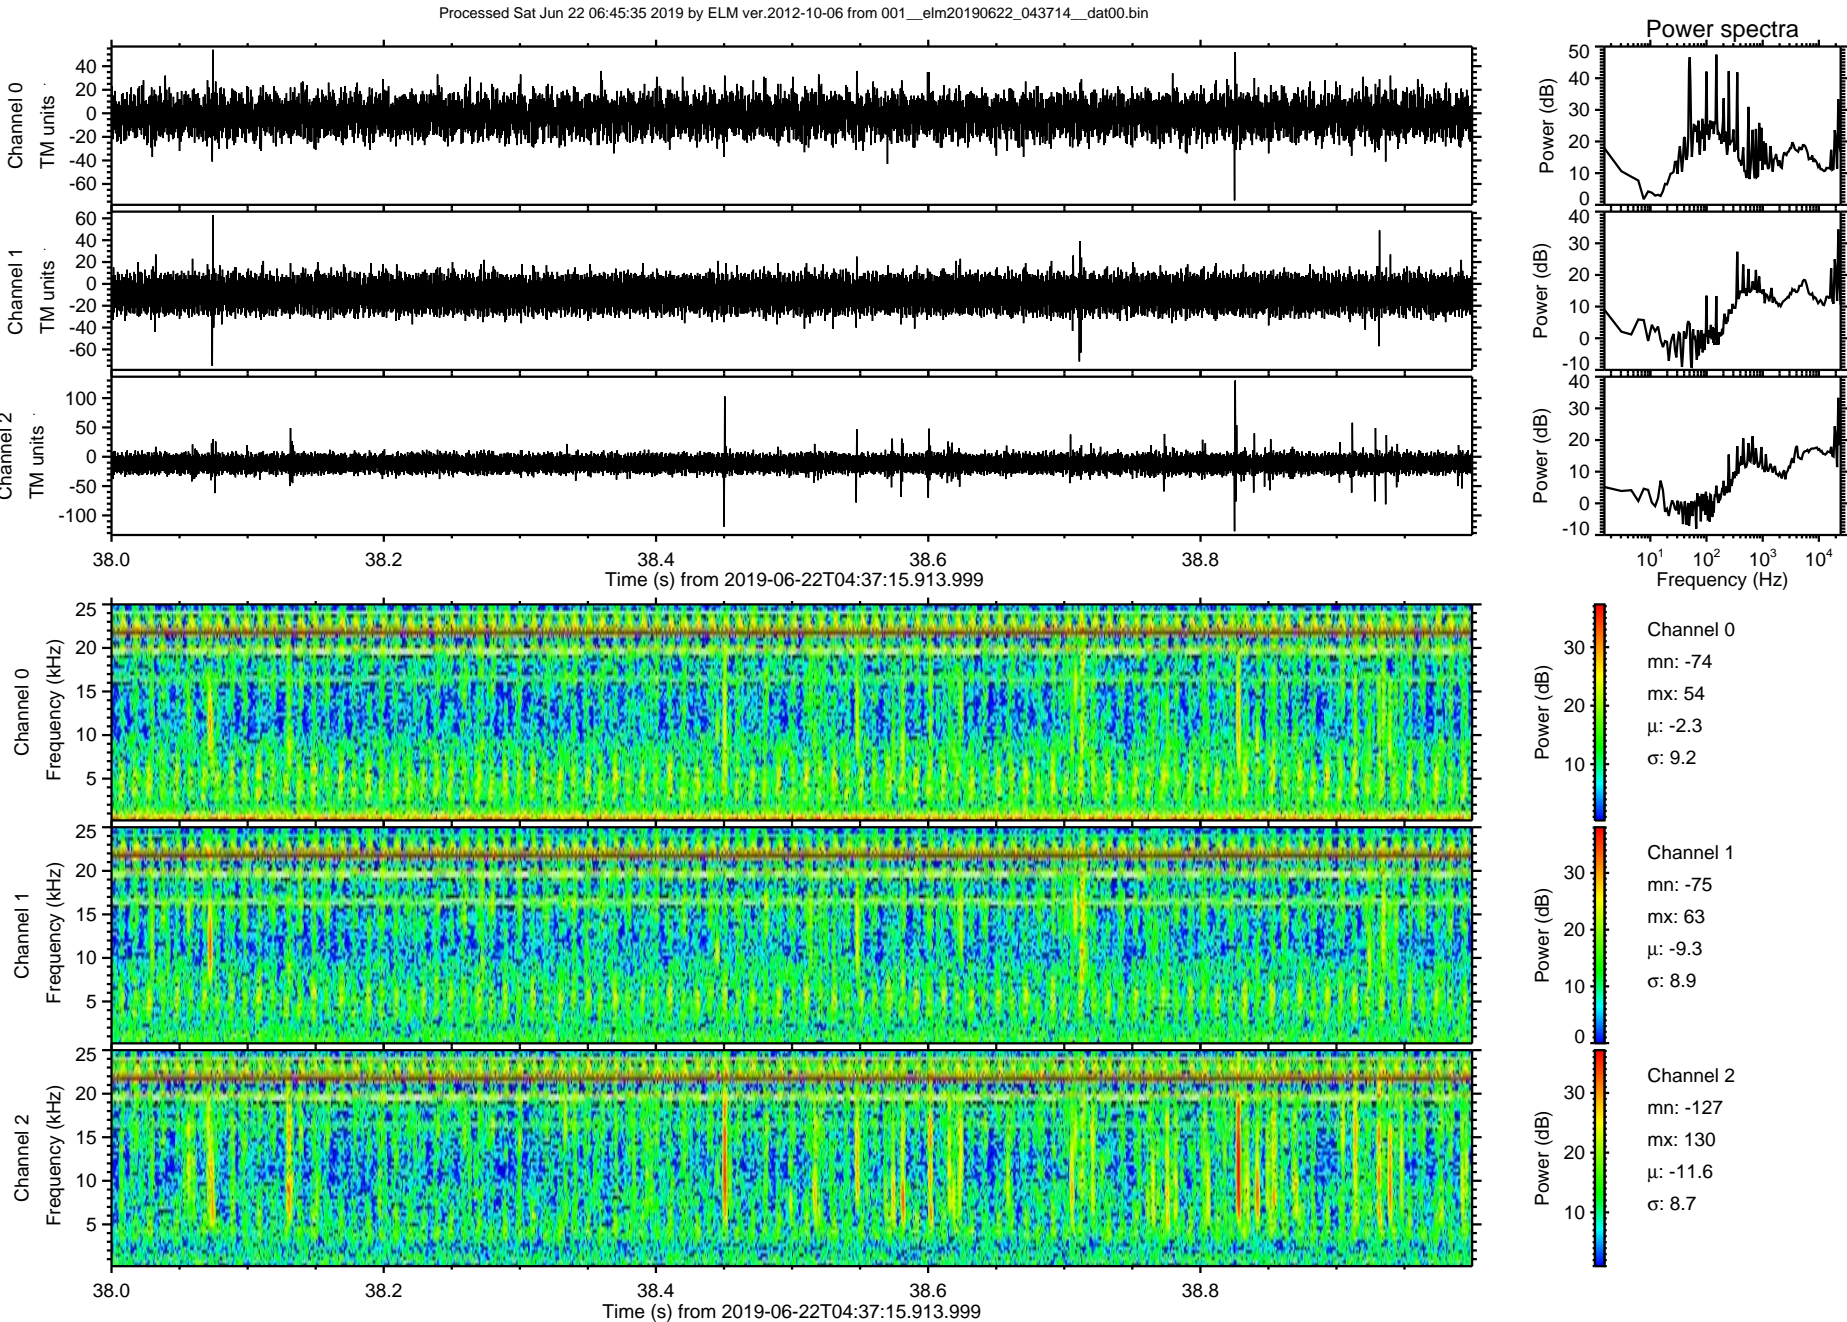 Processed Sat Jun 22 06:45:35 2019 by ELM ver.2012-10-06 from 001__elm20190622_043714__dat00.bin
Power spectra
Channel 0
TM units
40
20
0
-20
-40
-60
Power (dB)
50
40
30
20
10
0
Channel 1
TM units
60
40
20
0
-20
-40
-60
Power (dB)
40
30
20
10
0
-10
Channel 2
TM units
100
50
0
-50
-100
Power (dB)
40
30
20
10
0
-10
38.0 38.2 38.4 38.6 38.8
Time (s) from 2019-06-22T04:37:15.913.999
10^1 10^2 10^3 10^4
Frequency (Hz)
Channel 0
Frequency (kHz)
25
20
15
10
5
Power (dB)
30
20
10
Channel 0
mn: -74
mx: 54
μ: -2.3
σ: 9.2
Channel 1
Frequency (kHz)
25
20
15
10
5
Power (dB)
30
20
10
0
Channel 1
mn: -75
mx: 63
μ: -9.3
σ: 8.9
Channel 2
Frequency (kHz)
25
20
15
10
5
Power (dB)
30
20
10
Channel 2
mn: -127
mx: 130
μ: -11.6
σ: 8.7
38.0 38.2 38.4 38.6 38.8
Time (s) from 2019-06-22T04:37:15.913.999